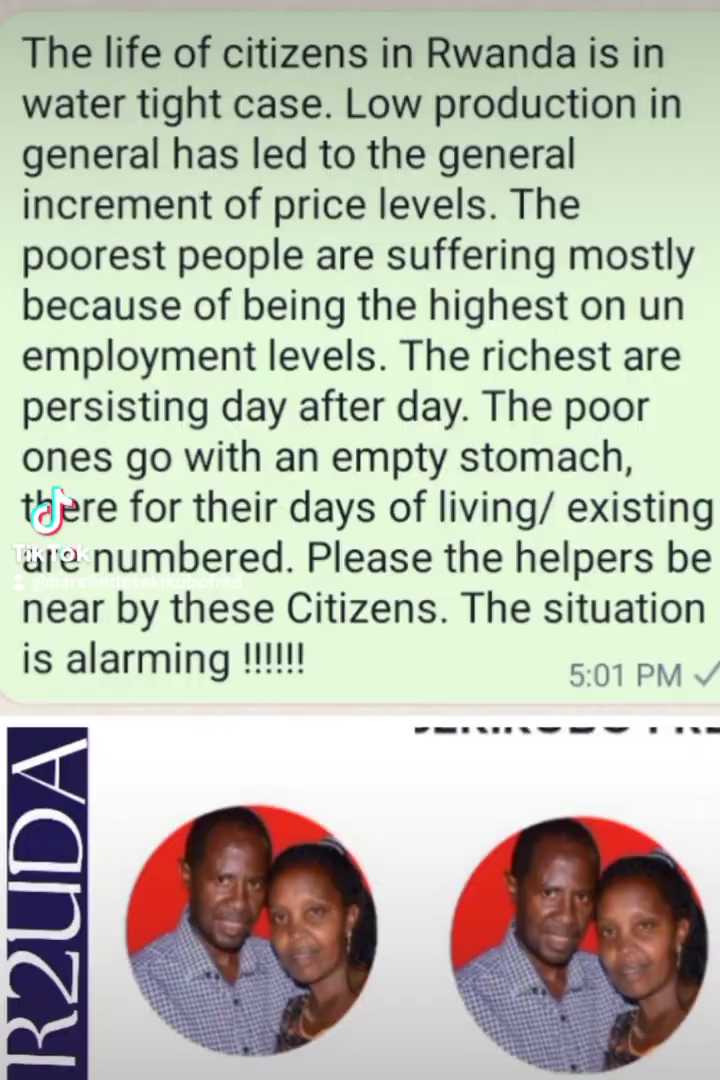 The life of citizens in Rwanda is in
water tight case. Low production in
general has led to the general
increment of price levels. The
poorest people are suffering mostly
because of being the highest on un
employment levels. The richest are
persisting day after day. The poor
ones go with an empty stomach,
there for their days of living/ existing
are numbered. Please the helpers be
near by these Citizens. The situation
is alarming !!!!!!
5:01 PM
TikTok
R2UDA